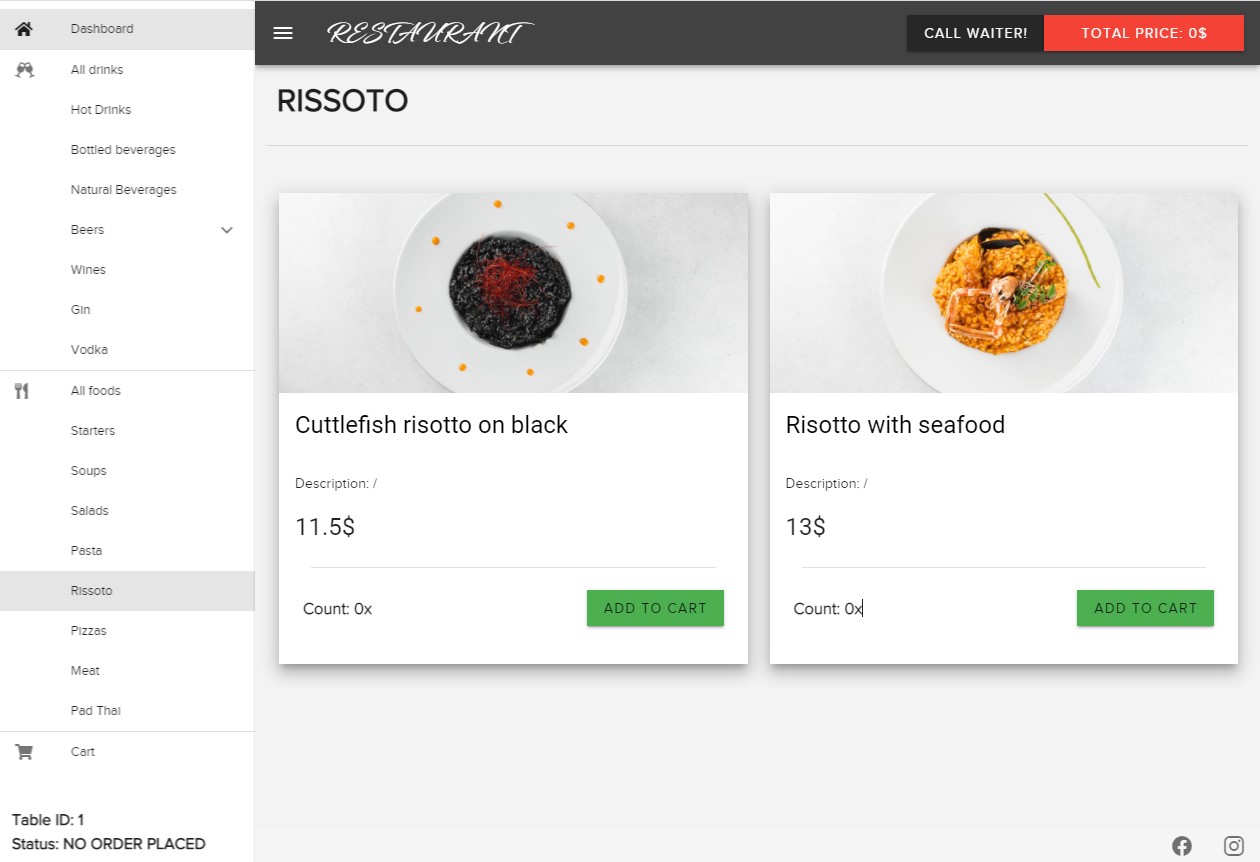 Dashboard
All drinks
Hot Drinks
Bottled beverages
Natural Beverages
Beers
Wines
Gin
Vodka
All foods
Starters
Soups
Salads
Pasta
Rissoto
Pizzas
Meat
Pad Thai
Cart
Table ID: 1
Status: NO ORDER PLACED
RESTAURANT
CALL WAITER!
TOTAL PRICE: 0$
RISSOTO
Cuttlefish risotto on black
Description: /
11.5$
Count: 0x
ADD TO CART
Risotto with seafood
Description: /
13$
Count: 0x
ADD TO CART